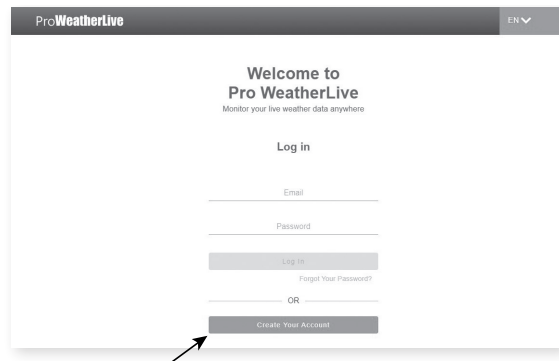 ProWeatherLive
EN
Welcome to
Pro WeatherLive
Monitor your live weather data anywhere
Log in
Email
Password
Log in
Forgot Your Password?
OR
Create Your Account